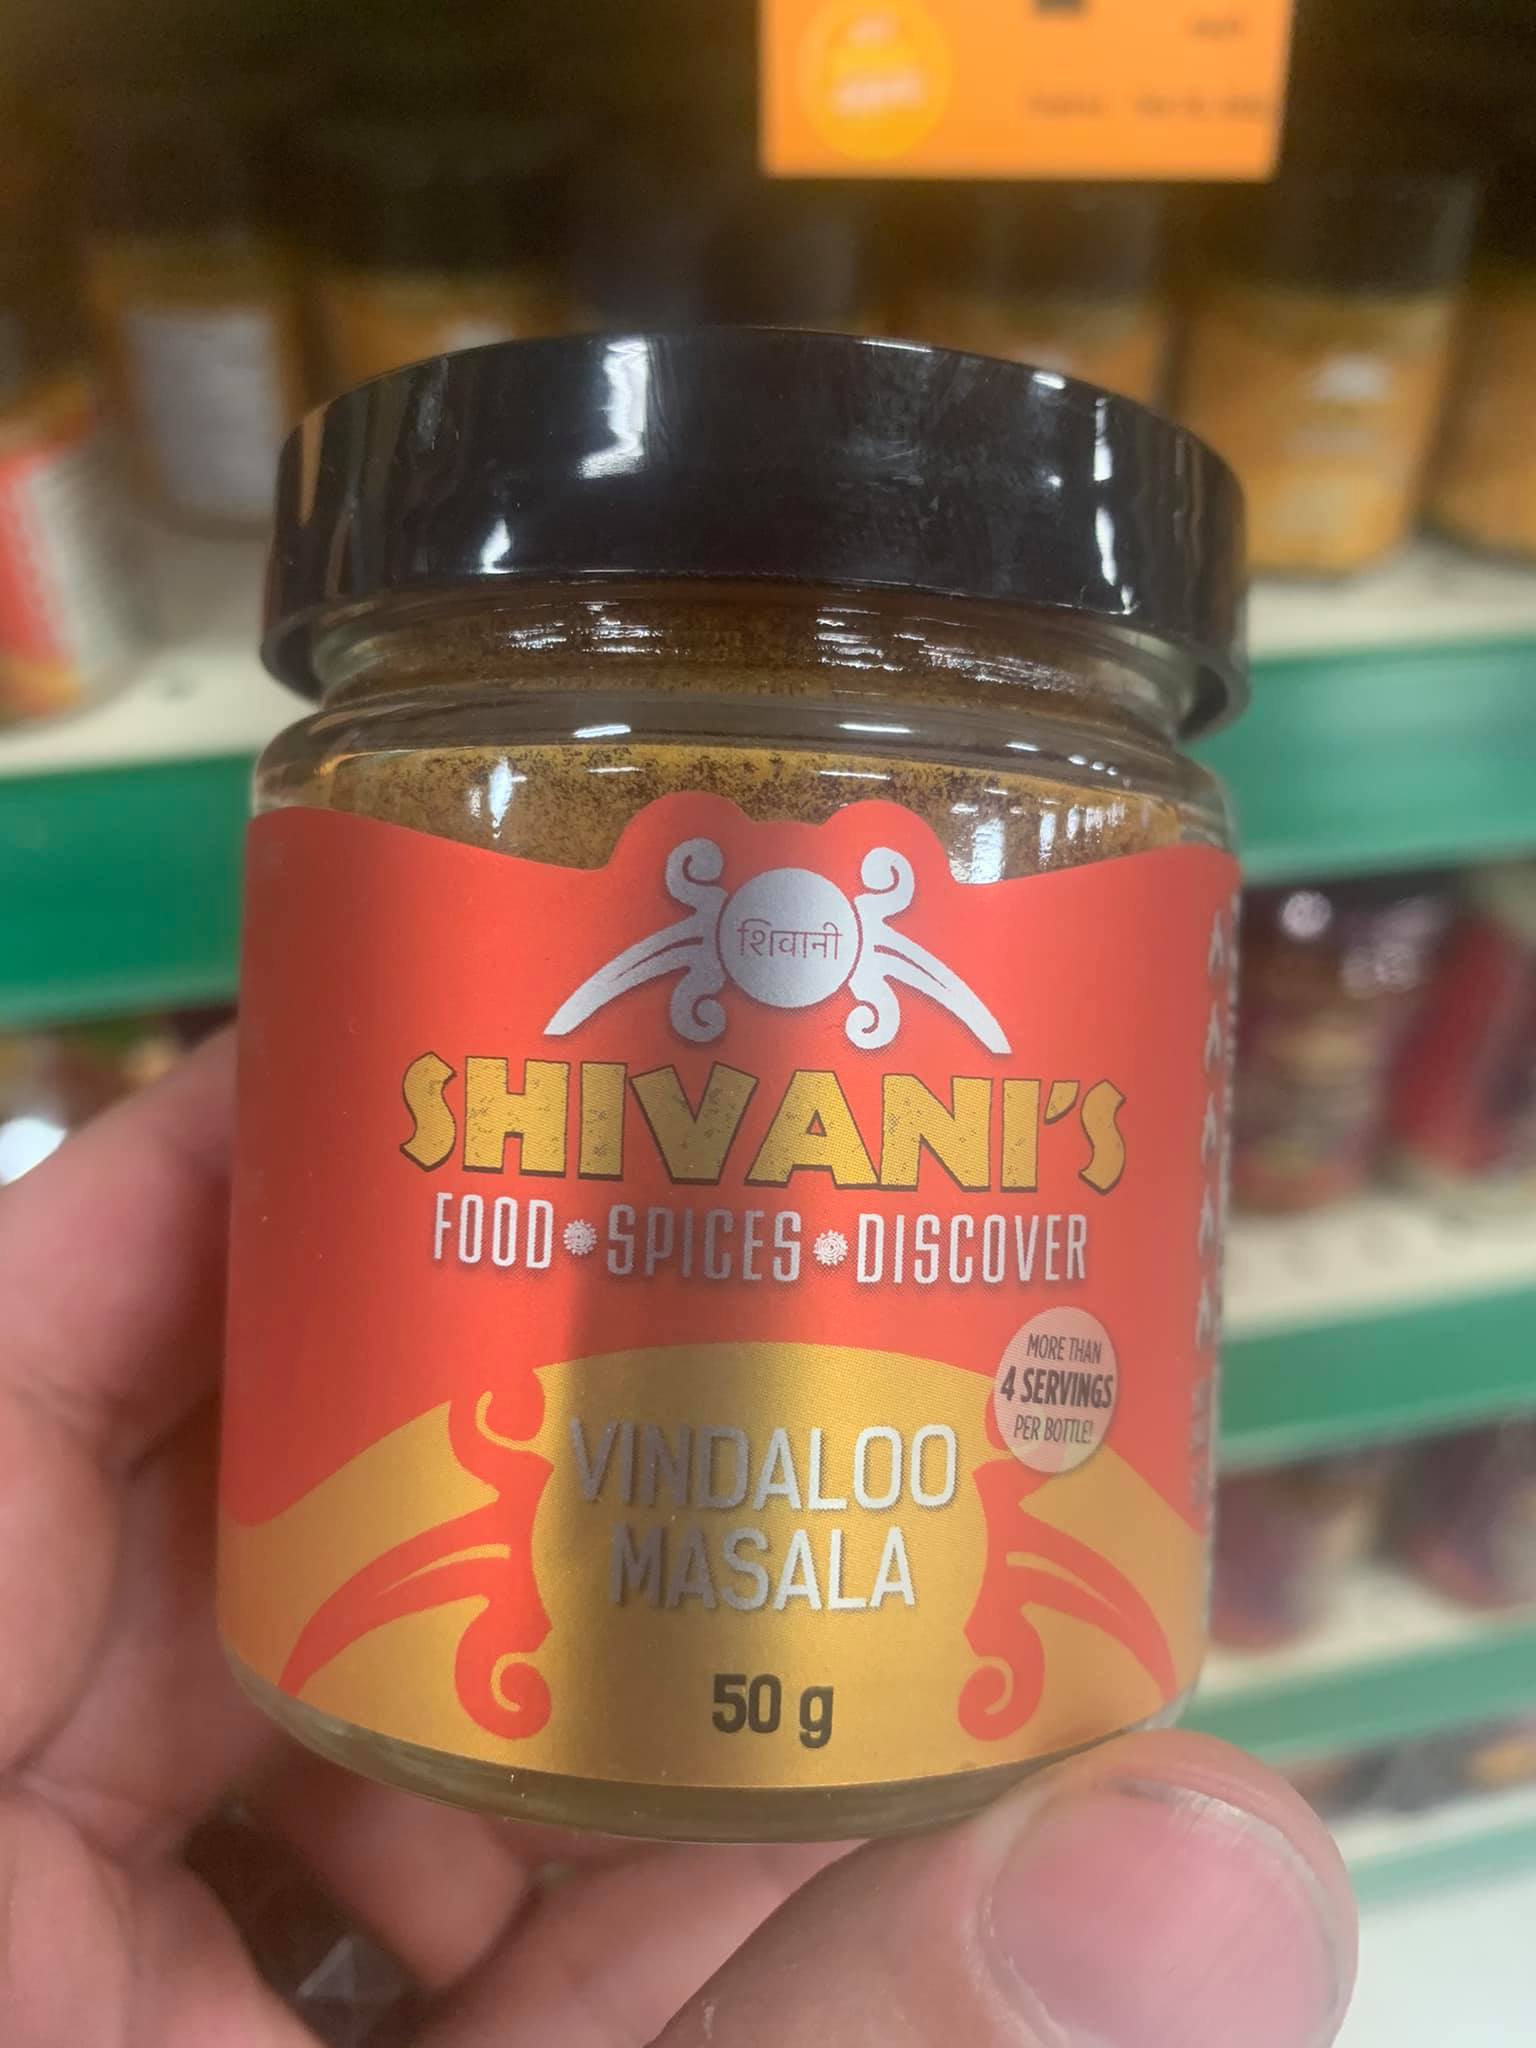 शिवानी
SHIVANI'S
FOOD SPICES DISCOVER
MORE THAN
4 SERVINGS
PER BOTTLE!
VINDALOO
MASALA
50 g